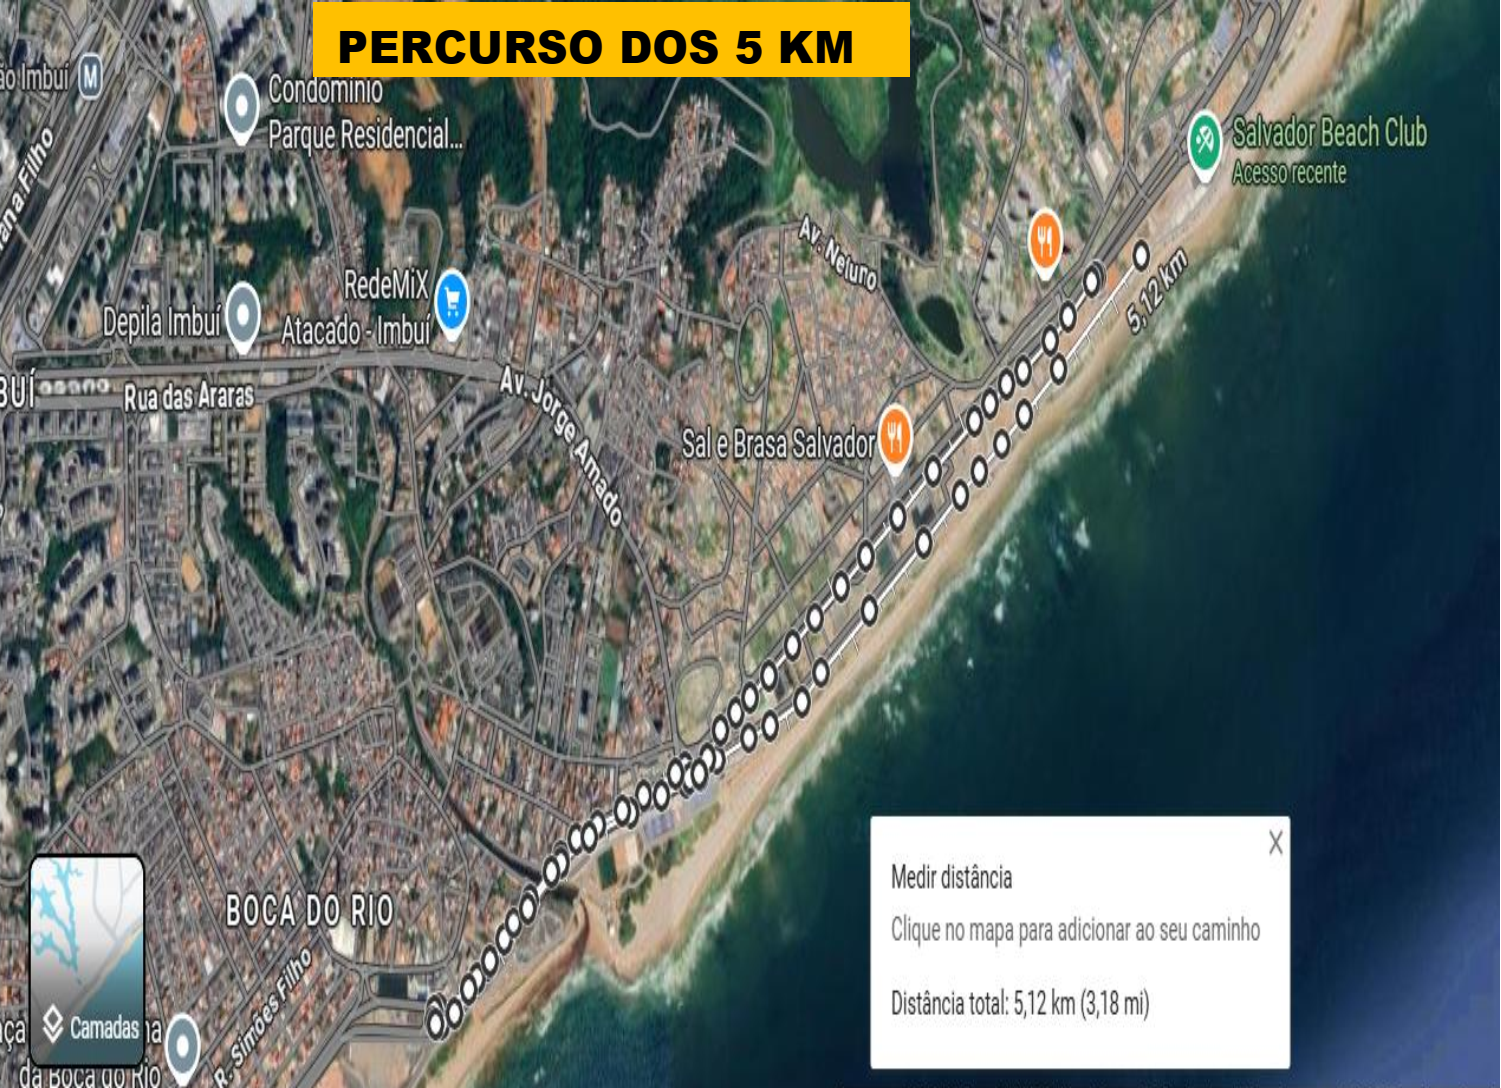 PERCURSO DOS 5 KM
ão Imbuí
M
Condomínio
Parque Residencial...
Salvador Beach Club
Acesso recente
Av. Netuno
RedeMiX
Atacado - Imbuí
Depila Imbuí
5,12 km
Rua das Araras
Av. Jorge Amado
Sal e Brasa Salvador
BOCA DO RIO
R. Simões Filho
Camadas
da Boca do Rio
Medir distância
Clique no mapa para adicionar ao seu caminho
Distância total: 5,12 km (3,18 mi)